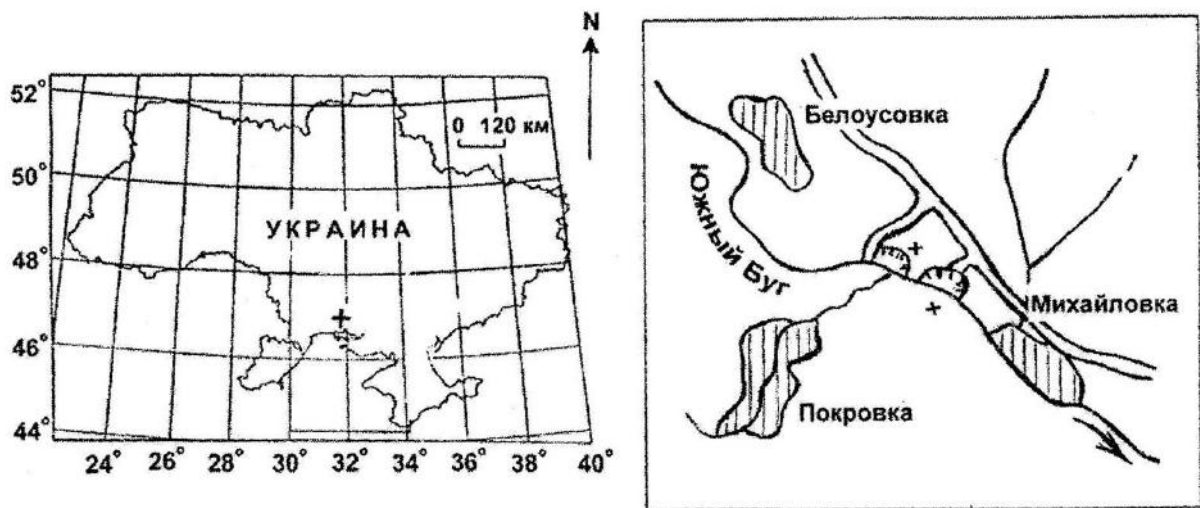 N
52°
50°
48°
46°
44°
0 120 км
УКРАИНА
24° 26° 28° 30° 32° 34° 36° 38° 40°
Белоусовка
Южный Буг
Михайловка
Покровка